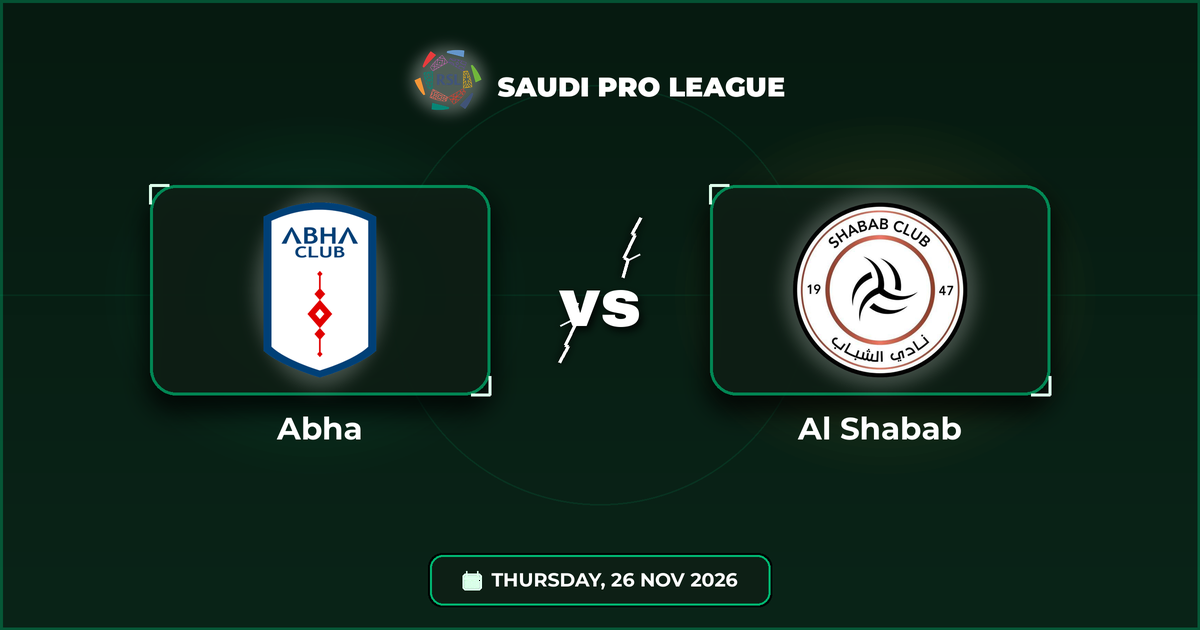 RSL
SAUDI PRO LEAGUE
ABHA
CLUB
VS
SHABAB CLUB
19
47
نادي الشباب
Abha
Al Shabab
THURSDAY, 26 NOV 2026